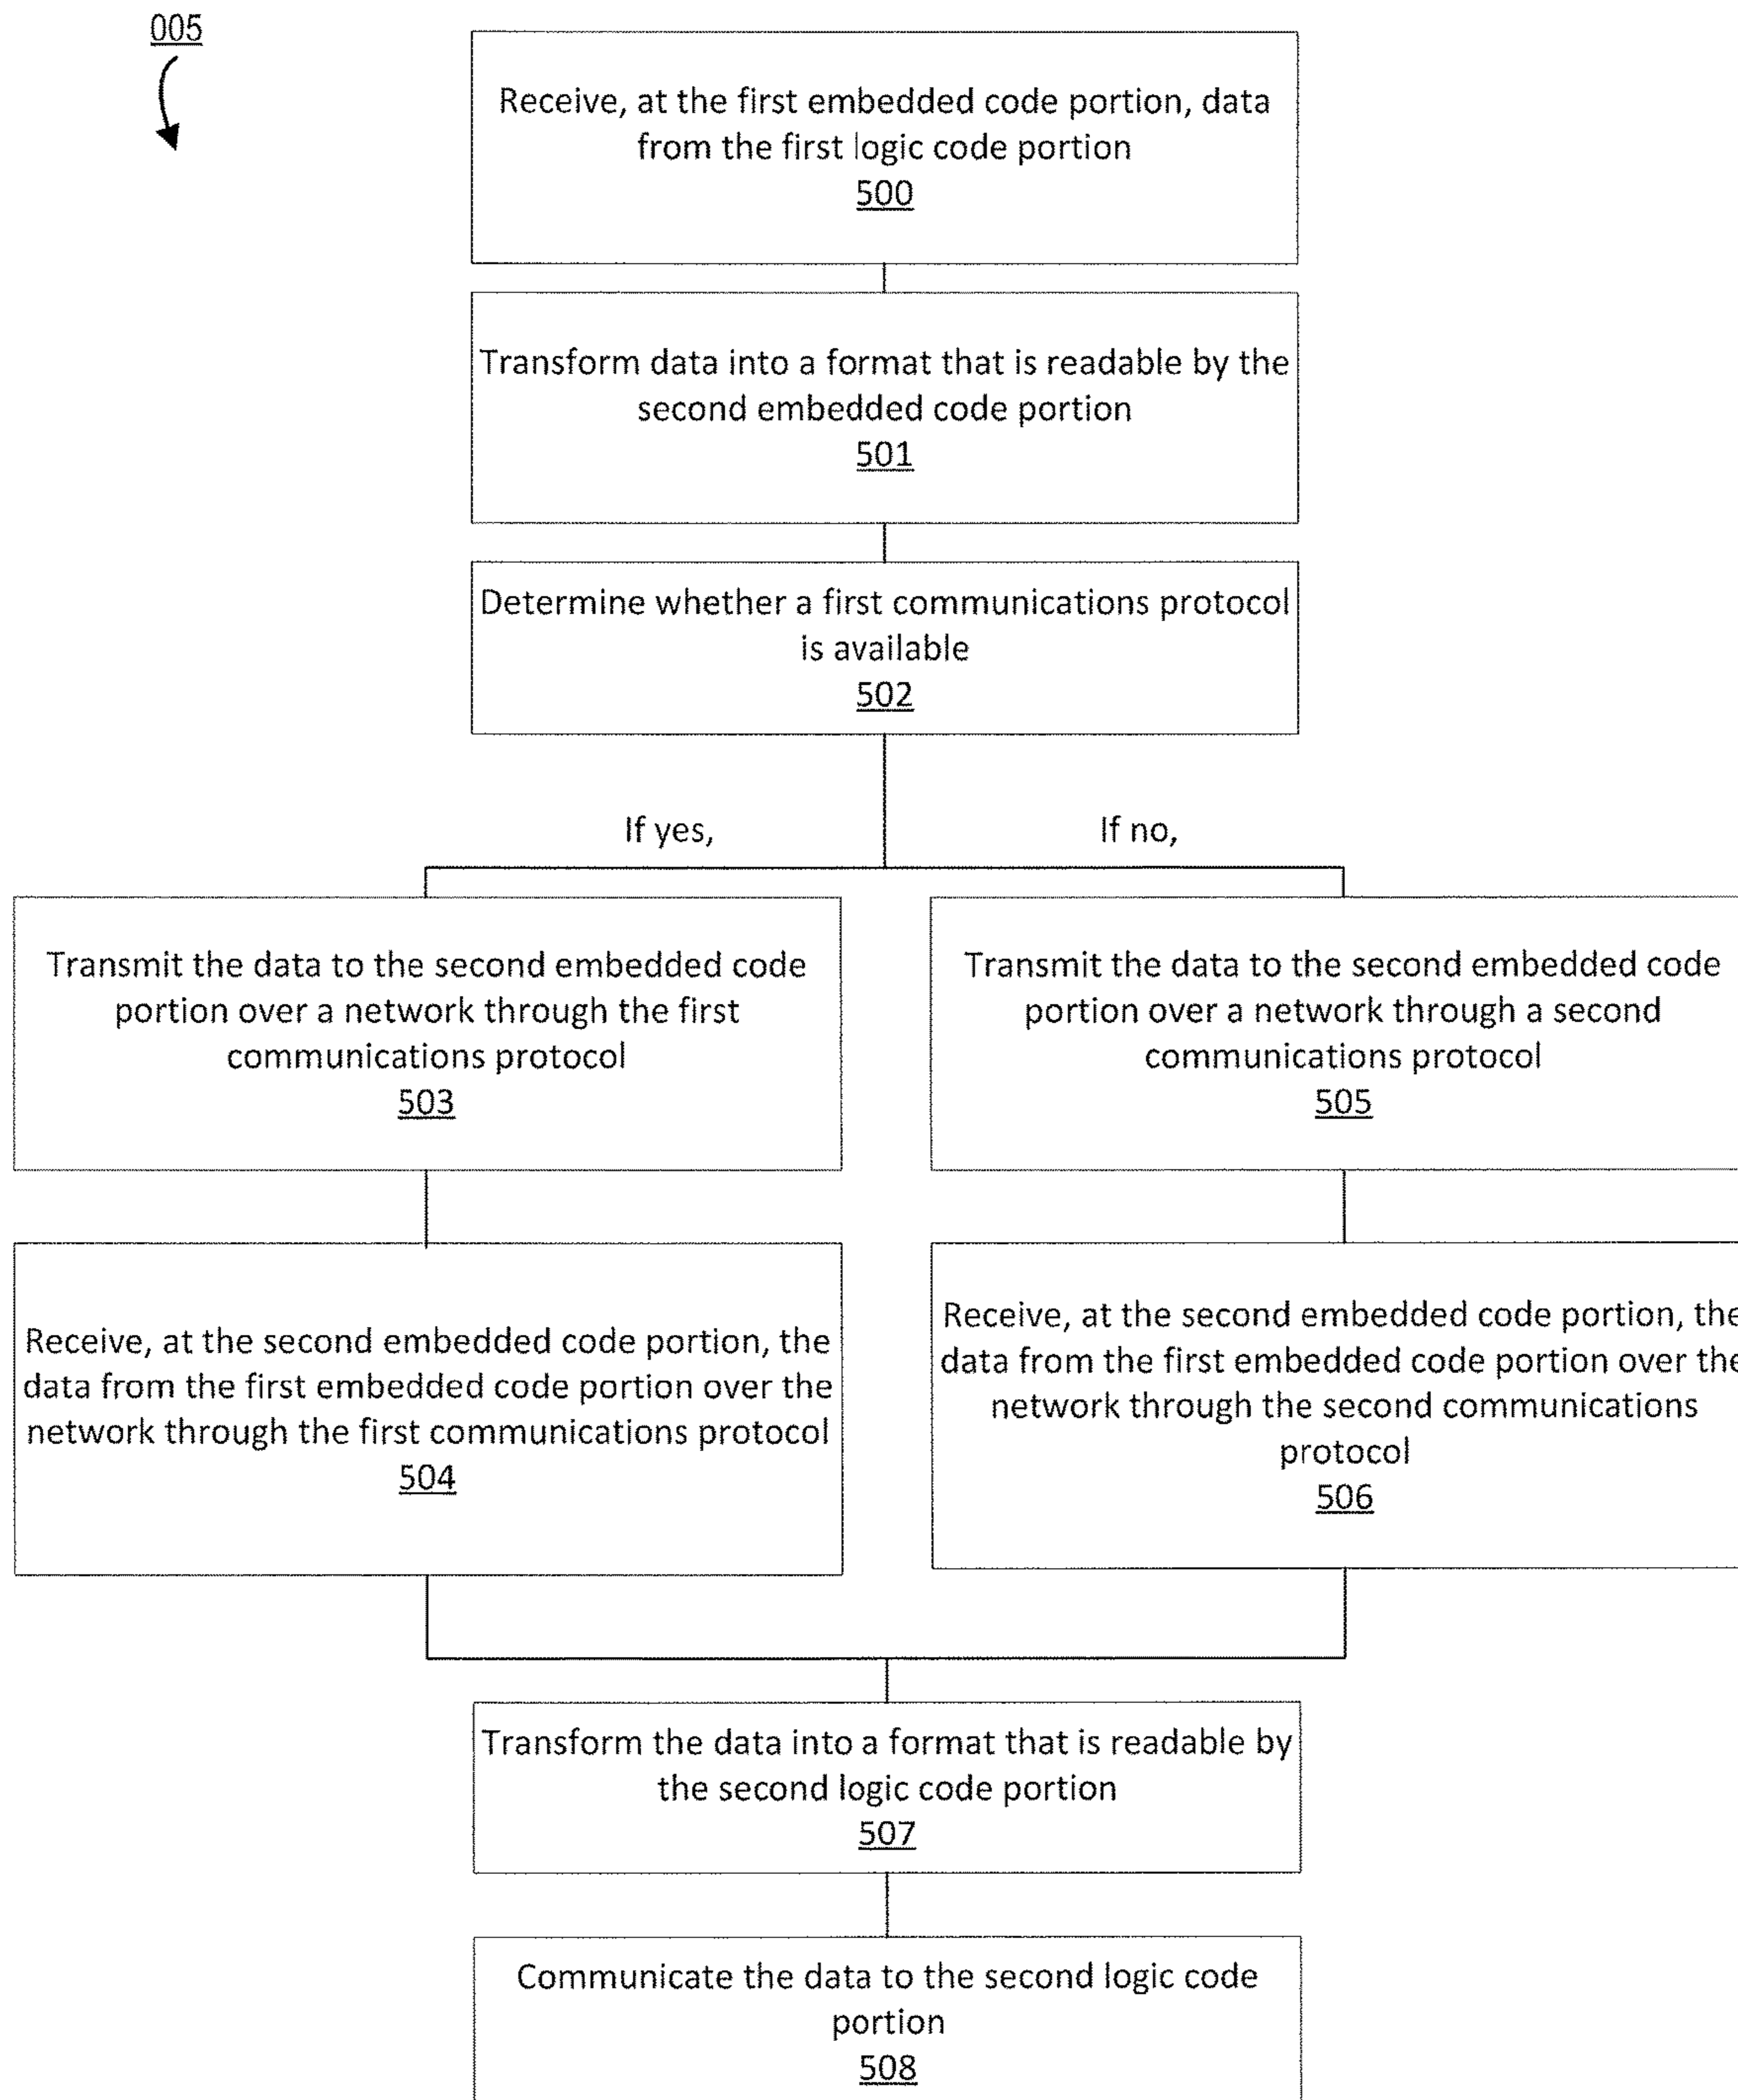 005
Receive, at the first embedded code portion, data
from the first logic code portion
500
Transform data into a format that is readable by the
second embedded code portion
501
Determine whether a first communications protocol
is available
502
If yes,
If no,
Transmit the data to the second embedded code
portion over a network through the first
communications protocol
503
Transmit the data to the second embedded code
portion over a network through a second
communications protocol
505
Receive, at the second embedded code portion, the
data from the first embedded code portion over the
network through the first communications protocol
504
Receive, at the second embedded code portion, the
data from the first embedded code portion over the
network through the second communications
protocol
506
Transform the data into a format that is readable by
the second logic code portion
507
Communicate the data to the second logic code
portion
508